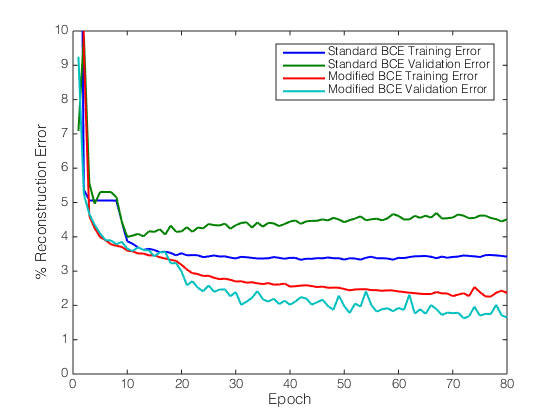 Standard BCE Training Error
Standard BCE Validation Error
Modified BCE Training Error
Modified BCE Validation Error
% Reconstruction Error
10
9
8
7
6
5
4
3
2
1
0
0 10 20 30 40 50 60 70 80
Epoch